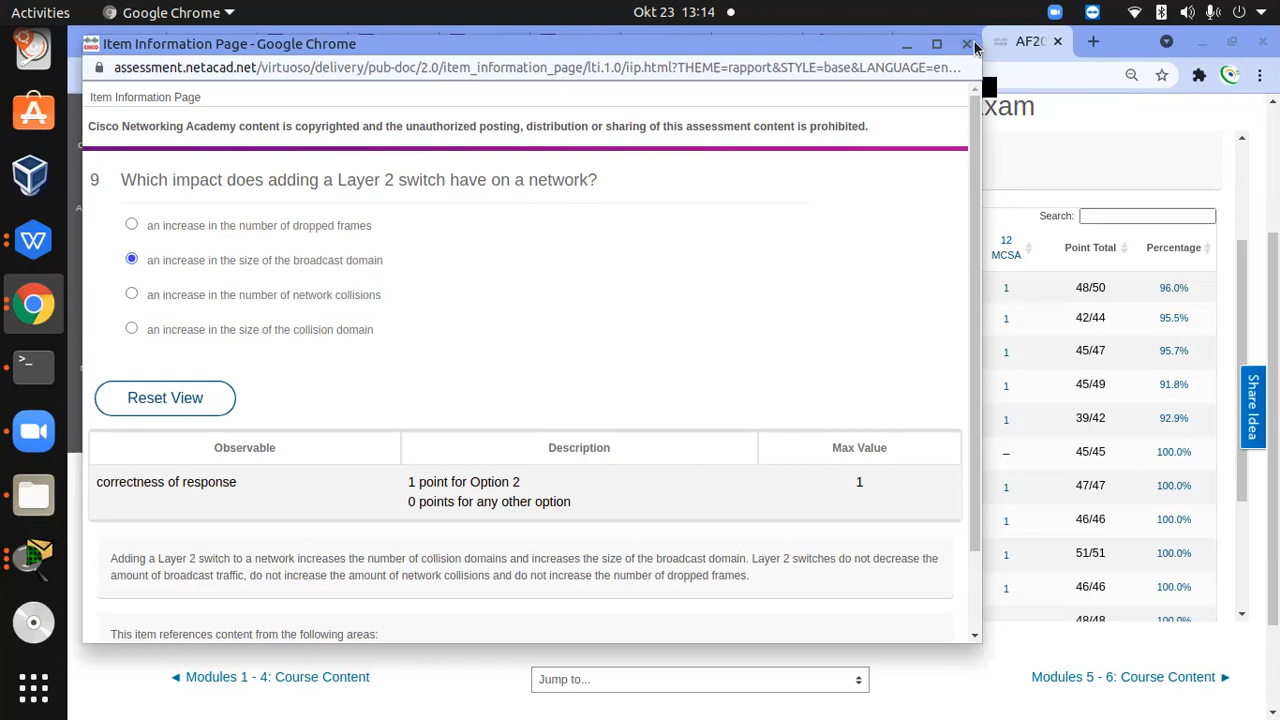 Activities
Google Chrome
Okt 23 13:14
CISCO
Item Information Page - Google Chrome
assessment.netacad.net/virtuoso/delivery/pub-doc/2.0/item_information_page/lti.1.0/iip.html?THEME=rapport&STYLE=base&LANGUAGE=en...
Item Information Page
Cisco Networking Academy content is copyrighted and the unauthorized posting, distribution or sharing of this assessment content is prohibited.
9 Which impact does adding a Layer 2 switch have on a network?
an increase in the number of dropped frames
an increase in the size of the broadcast domain
an increase in the number of network collisions
an increase in the size of the collision domain
Reset View
Observable Description Max Value
correctness of response 1 point for Option 2 1
0 points for any other option
Adding a Layer 2 switch to a network increases the number of collision domains and increases the size of the broadcast domain. Layer 2 switches do not decrease the
amount of broadcast traffic, do not increase the amount of network collisions and do not increase the number of dropped frames.
This item references content from the following areas:
AF20
xam
Search:
12 MCSA Point Total Percentage
1 48/50 96.0%
1 42/44 95.5%
1 45/47 95.7%
1 45/49 91.8%
1 39/42 92.9%
– 45/45 100.0%
1 47/47 100.0%
1 46/46 100.0%
1 51/51 100.0%
1 46/46 100.0%
48/48 100.0%
Share Idea
◄ Modules 1 - 4: Course Content
Jump to...
Modules 5 - 6: Course Content ►